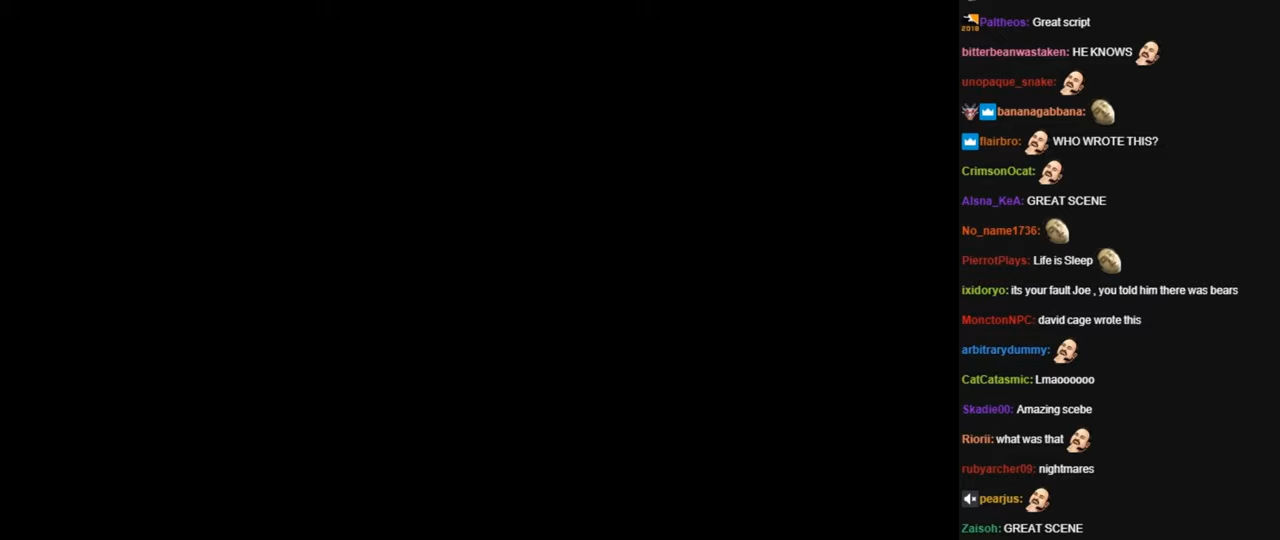 2018 Paltheos: Great script
bitterbeanwastaken: HE KNOWS
unopaque_snake:
bananagabbana:
flairbro: WHO WROTE THIS?
CrimsonOcat:
Alsna_KeA: GREAT SCENE
No_name1736:
PierrotPlays: Life is Sleep
ixidoryo: its your fault Joe , you told him there was bears
MonctonNPC: david cage wrote this
arbitrarydummy:
CatCatasmic: Lmaoooooo
Skadie00: Amazing scebe
Riorii: what was that
rubyarcher09: nightmares
pearjus:
Zaisoh: GREAT SCENE